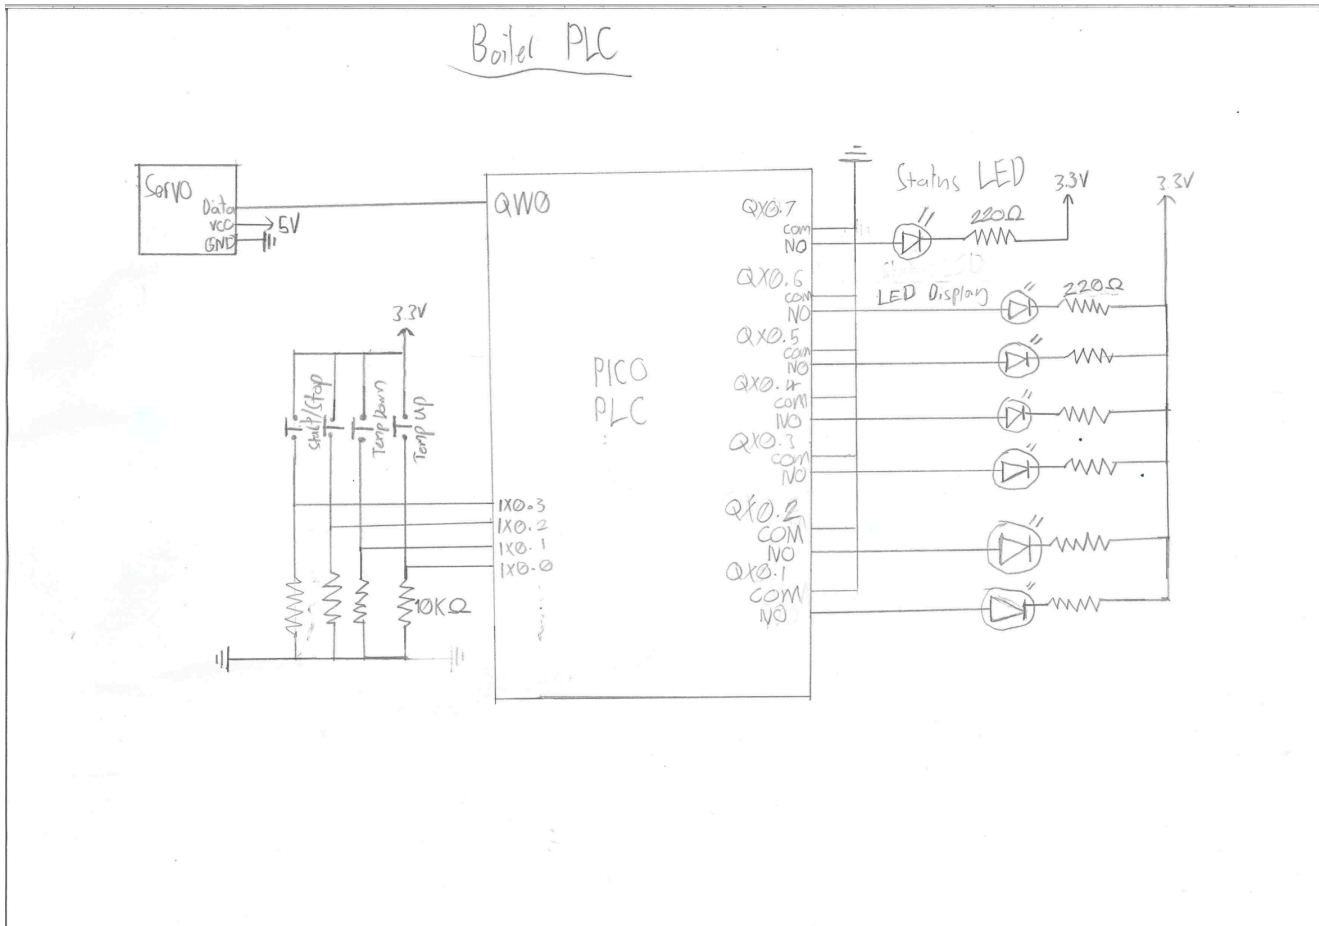 Boiler PLC
Servo
Data
VCC
GND
5V
QW0
PICO
PLC
3.3V
Start/Stop
Temp Down
Temp UP
IX0.3
IX0.2
IX0.1
IX0.0
10KΩ
QX0.7
COM
NO
QX0.6
COM
NO
QX0.5
COM
NO
QX0.4
COM
NO
QX0.3
COM
NO
QX0.2
COM
NO
QX0.1
COM
NO
Status LED
220Ω
3.3V
3.3V
LED Display
220Ω